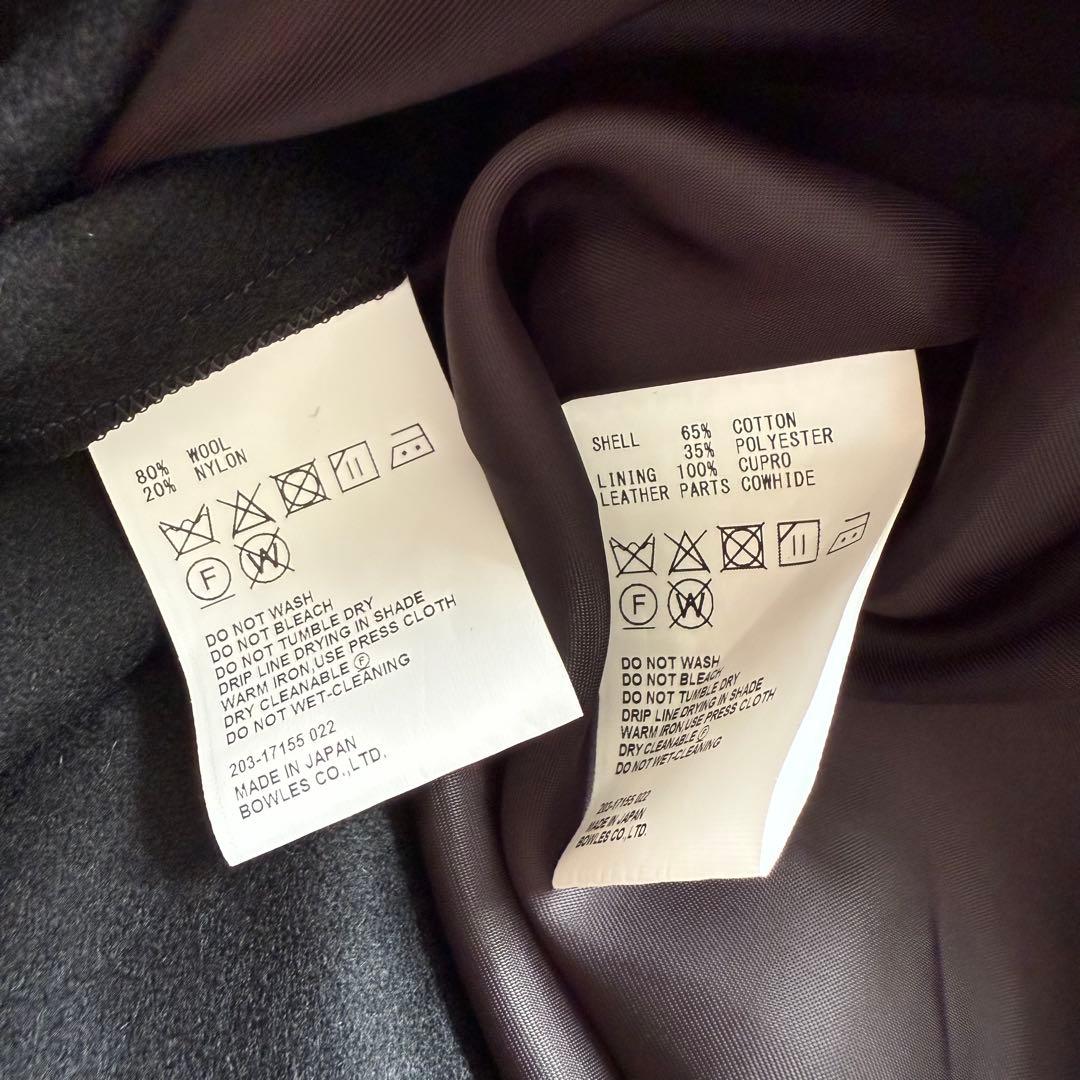 80% WOOL
20% NYLON
F W
DO NOT WASH
DO NOT BLEACH
DO NOT TUMBLE DRY
DRIP LINE DRYING IN SHADE
WARM IRON,USE PRESS CLOTH
DRY CLEANABLE Ⓕ
DO NOT WET-CLEANING
203-17155 022
MADE IN JAPAN
BOWLES CO.,LTD.
SHELL 65% COTTON
35% POLYESTER
LINING 100% CUPRO
LEATHER PARTS COWHIDE
F W
DO NOT WASH
DO NOT BLEACH
DO NOT TUMBLE DRY
DRIP LINE DRYING IN SHADE
WARM IRON,USE PRESS CLOTH
DRY CLEANABLE Ⓕ
DO NOT WET-CLEANING
203-17155 022
MADE IN JAPAN
BOWLES CO.,LTD.